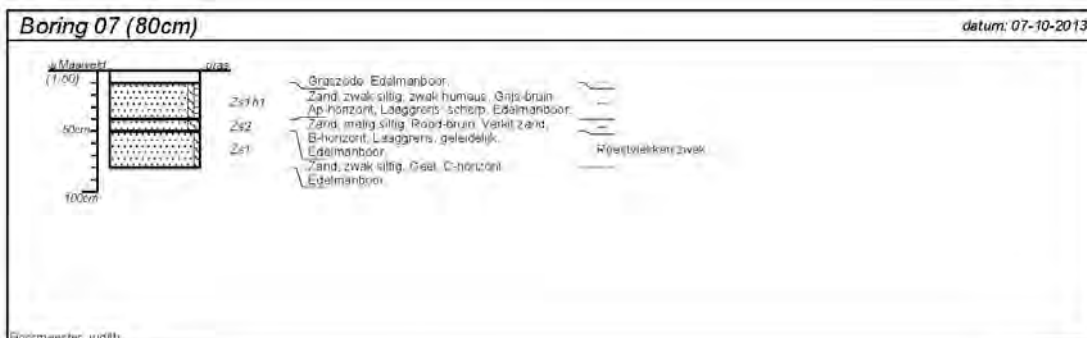 Boring 07 (80cm)
datum: 07-10-2013
Maaiveld
gras
(1:50)
50cm
100cm
Zs1h1
Zs2
Zs1
Graszode. Edelmanboor.
Zand, zwak siltig, zwak humeus, Grijs-bruin
Ap-horizont, Laaggrens: scherp, Edelmanboor.
Zand, matig siltig, Rood-bruin, Verkit zand,
B-horizont, Laaggrens: geleidelijk,
Edelmanboor.
Zand, zwak siltig, Geel, C-horizont
Edelmanboor.
Roestvlekken zwak
Boormeester: judith